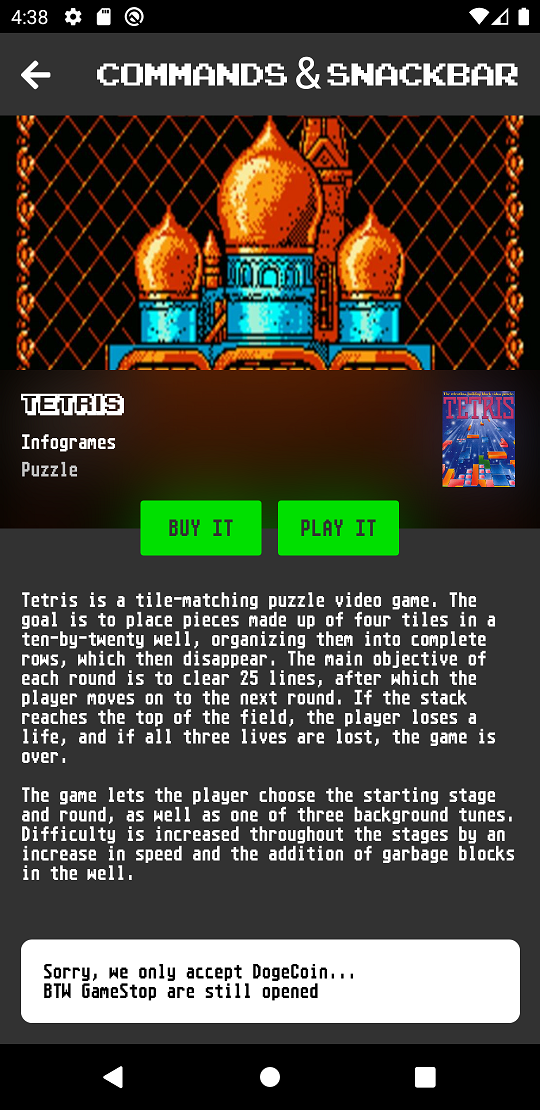 4:38
COMMANDS & SNACKBAR
TETRIS
Infogrames
Puzzle
TETRIS
BUY IT
PLAY IT
Tetris is a tile-matching puzzle video game. The
goal is to place pieces made up of four tiles in a
ten-by-twenty well, organizing them into complete
rows, which then disappear. The main objective of
each round is to clear 25 lines, after which the
player moves on to the next round. If the stack
reaches the top of the field, the player loses a
life, and if all three lives are lost, the game is
over.
The game lets the player choose the starting stage
and round, as well as one of three background tunes.
Difficulty is increased throughout the stages by an
increase in speed and the addition of garbage blocks
in the well.
Sorry, we only accept DogeCoin...
BTW GameStop are still opened